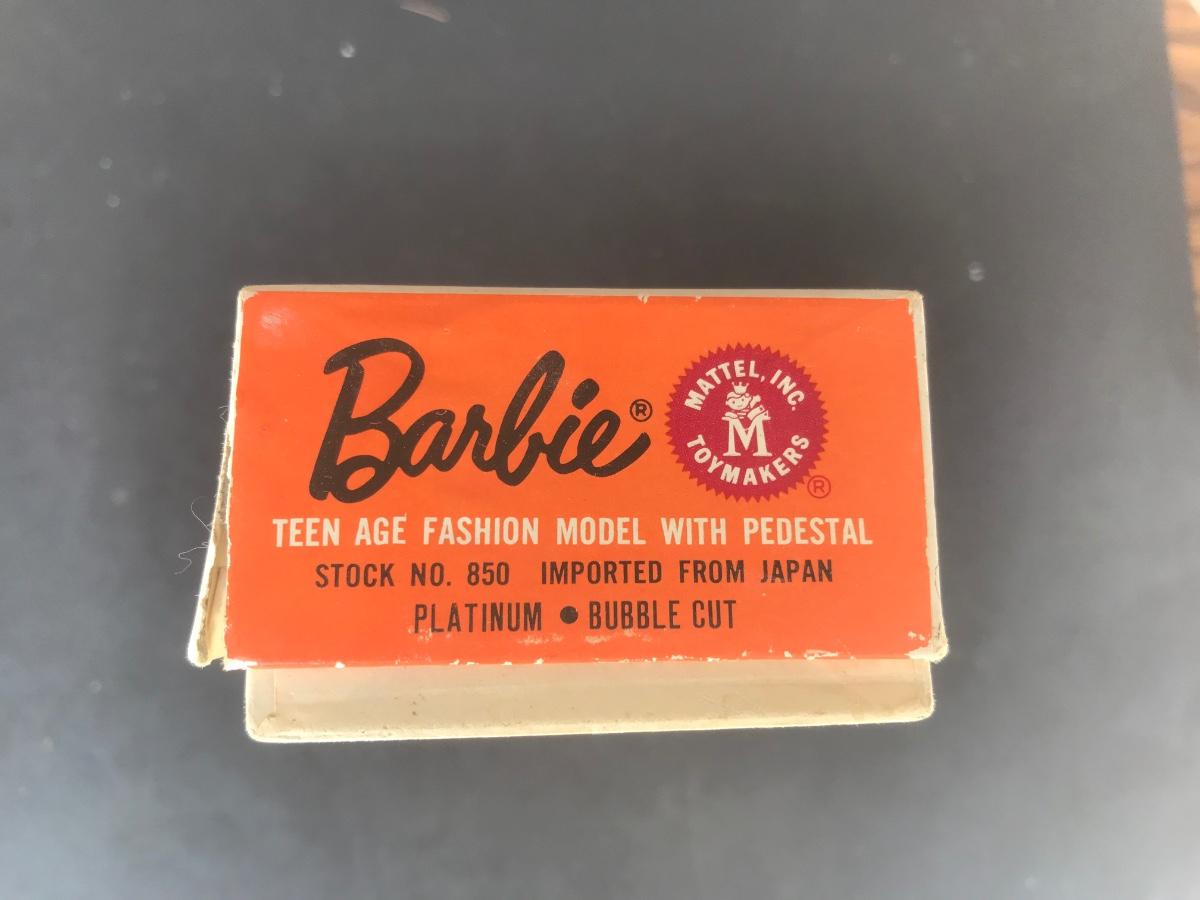 Barbie®
MATTEL, INC.
M
TOYMAKERS
®
TEEN AGE FASHION MODEL WITH PEDESTAL
STOCK NO. 850 IMPORTED FROM JAPAN
PLATINUM • BUBBLE CUT